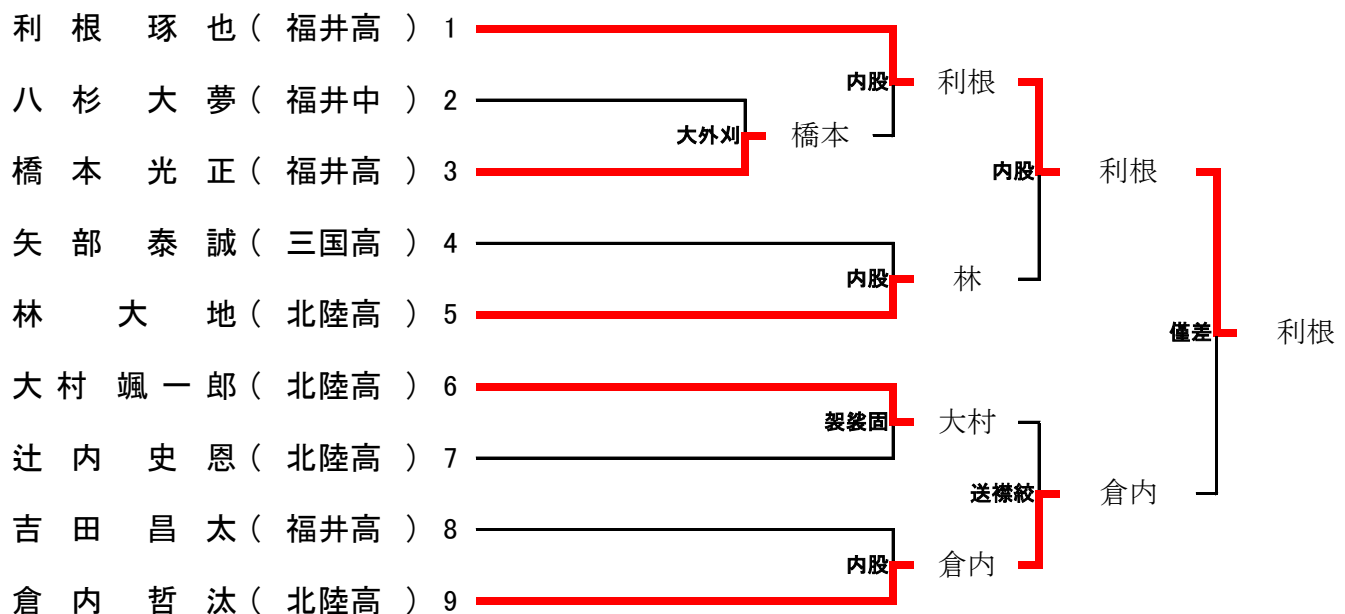 利根 琢也（ 福井高 ） 1
内股 利根
八杉 大夢（ 福井中 ） 2
大外刈 橋本
橋本 光正（ 福井高 ） 3
内股 利根
矢部 泰誠（ 三国高 ） 4
内股 林
林 大地（ 北陸高 ） 5
僅差 利根
大村 颯一郎（ 北陸高 ） 6
袈裟固 大村
辻内 史恩（ 北陸高 ） 7
送襟絞 倉内
吉田 昌太（ 福井高 ） 8
内股 倉内
倉内 哲汰（ 北陸高 ） 9